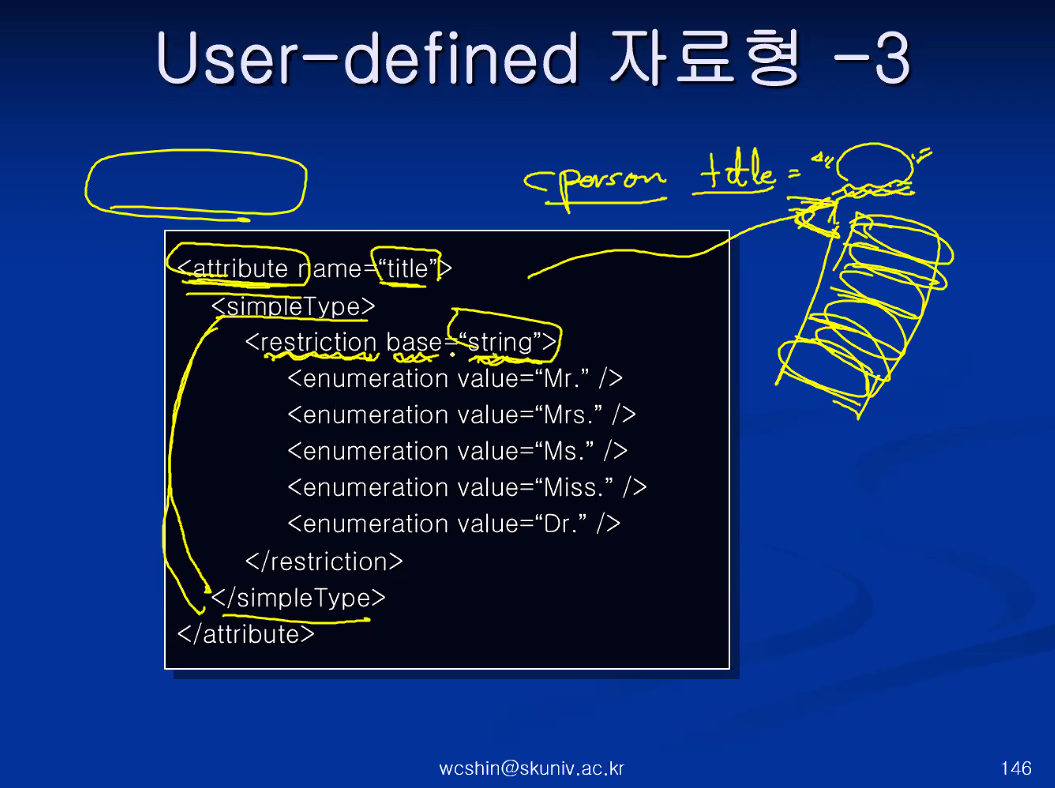 User-defined 자료형 -3
<person title = “ ”
<attribute name=“title”>
<simpleType>
<restriction base=“string”>
<enumeration value=“Mr.” />
<enumeration value=“Mrs.” />
<enumeration value=“Ms.” />
<enumeration value=“Miss.” />
<enumeration value=“Dr.” />
</restriction>
</simpleType>
</attribute>
wcshin@skuniv.ac.kr 146